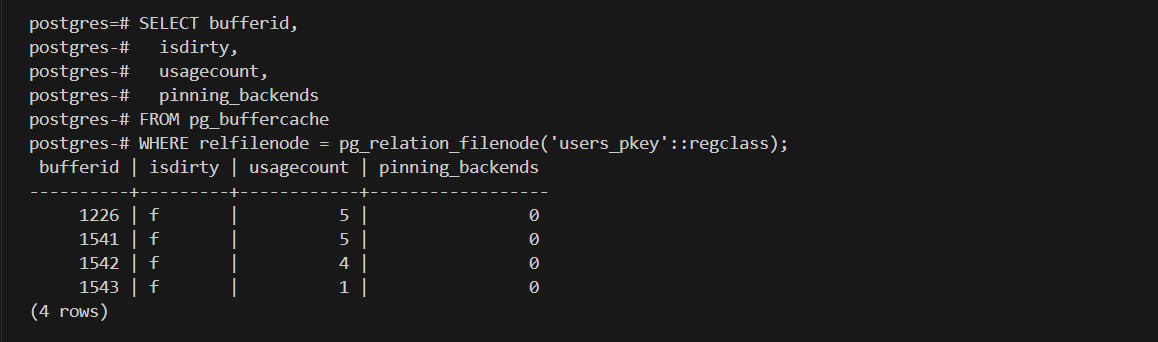 postgres=# SELECT bufferid,
postgres-#   isdirty,
postgres-#   usagecount,
postgres-#   pinning_backends
postgres-# FROM pg_buffercache
postgres-# WHERE relfilenode = pg_relation_filenode('users_pkey'::regclass);
 bufferid | isdirty | usagecount | pinning_backends
----------+---------+------------+------------------
     1226 | f       |          5 |                0
     1541 | f       |          5 |                0
     1542 | f       |          4 |                0
     1543 | f       |          1 |                0
(4 rows)